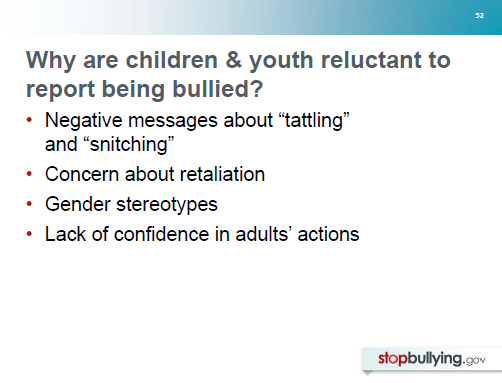 52
Why are children & youth reluctant to
report being bullied?
• Negative messages about “tattling”
and “snitching”
• Concern about retaliation
• Gender stereotypes
• Lack of confidence in adults’ actions
stopbullying.gov